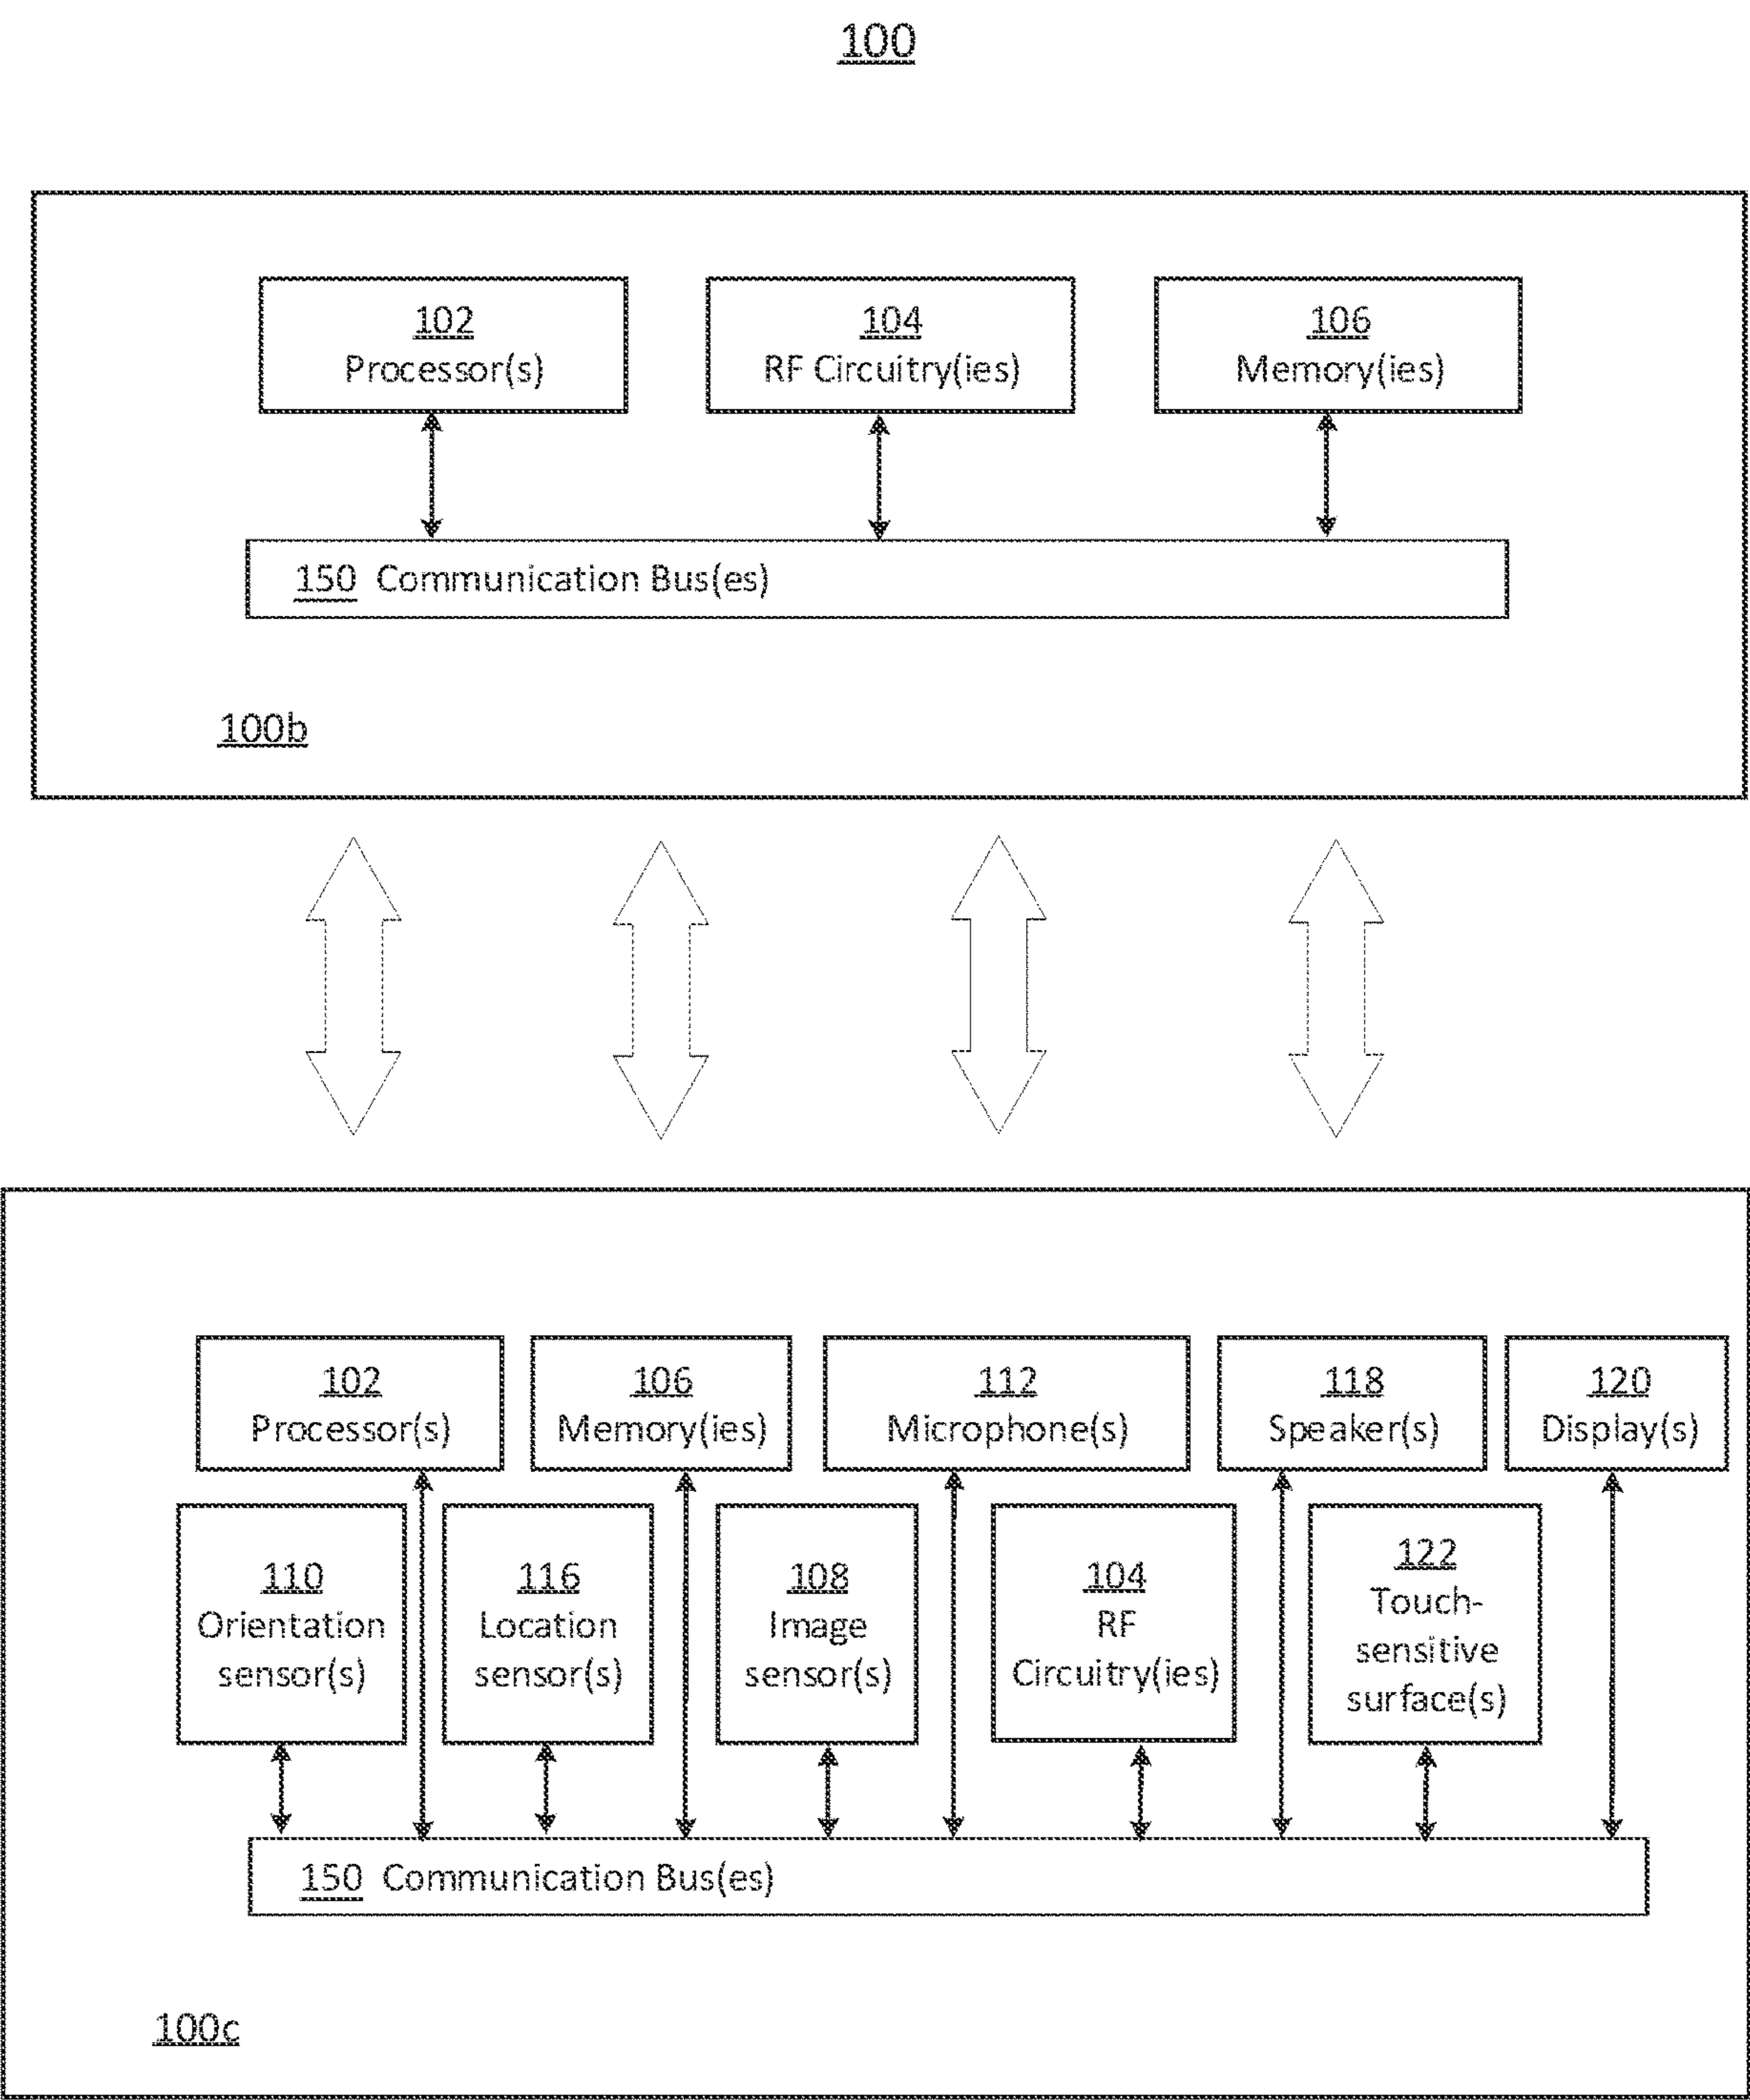 100
102
Processor(s)
104
RF Circuitry(ies)
106
Memory(ies)
150 Communication Bus(es)
100b
102
Processor(s)
106
Memory(ies)
112
Microphone(s)
118
Speaker(s)
120
Display(s)
110
Orientation
sensor(s)
116
Location
sensor(s)
108
Image
sensor(s)
104
RF
Circuitry(ies)
122
Touch-
sensitive
surface(s)
150 Communication Bus(es)
100c